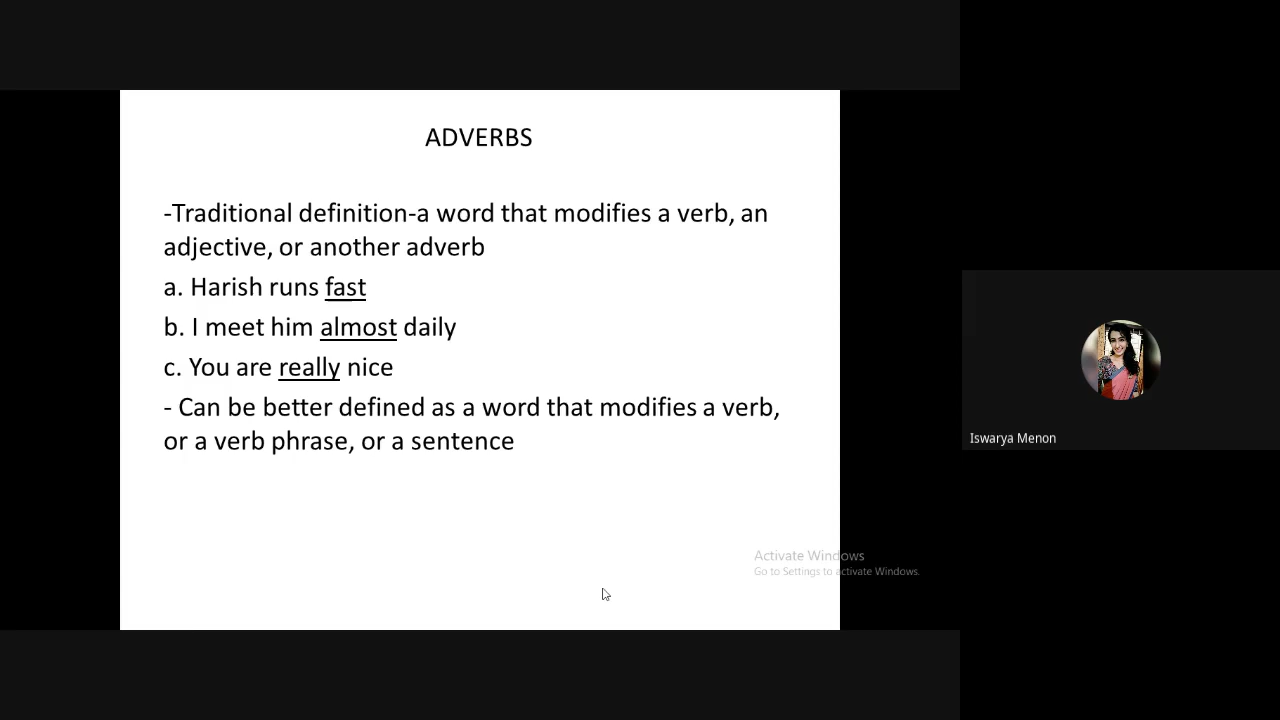 ADVERBS
-Traditional definition-a word that modifies a verb, an
adjective, or another adverb
a. Harish runs fast
b. I meet him almost daily
c. You are really nice
- Can be better defined as a word that modifies a verb,
or a verb phrase, or a sentence
Activate Windows
Go to Settings to activate Windows.
Iswarya Menon